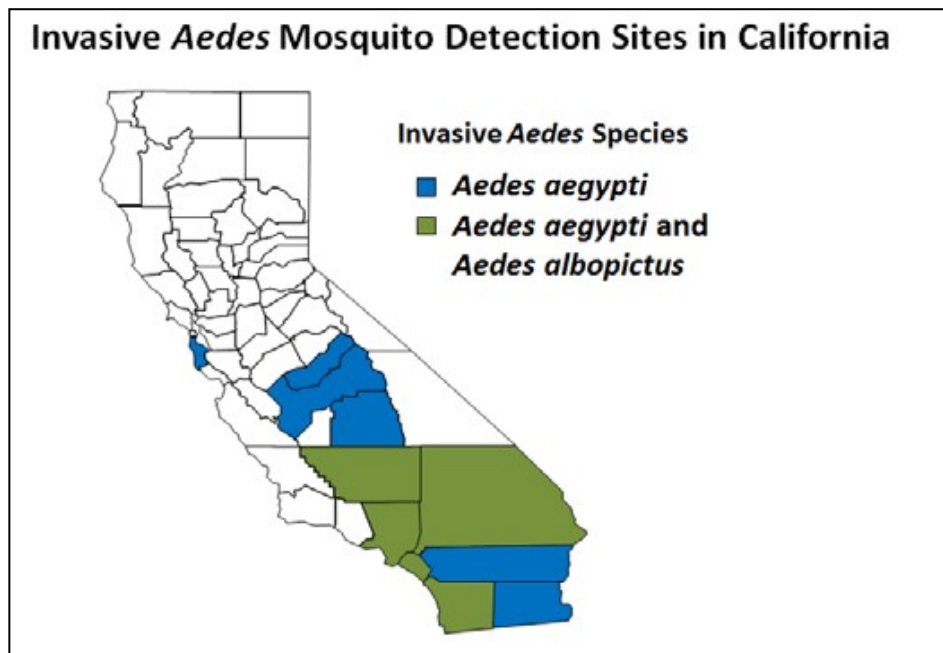 Invasive Aedes Mosquito Detection Sites in California
Invasive Aedes Species
Aedes aegypti
Aedes aegypti and
Aedes albopictus